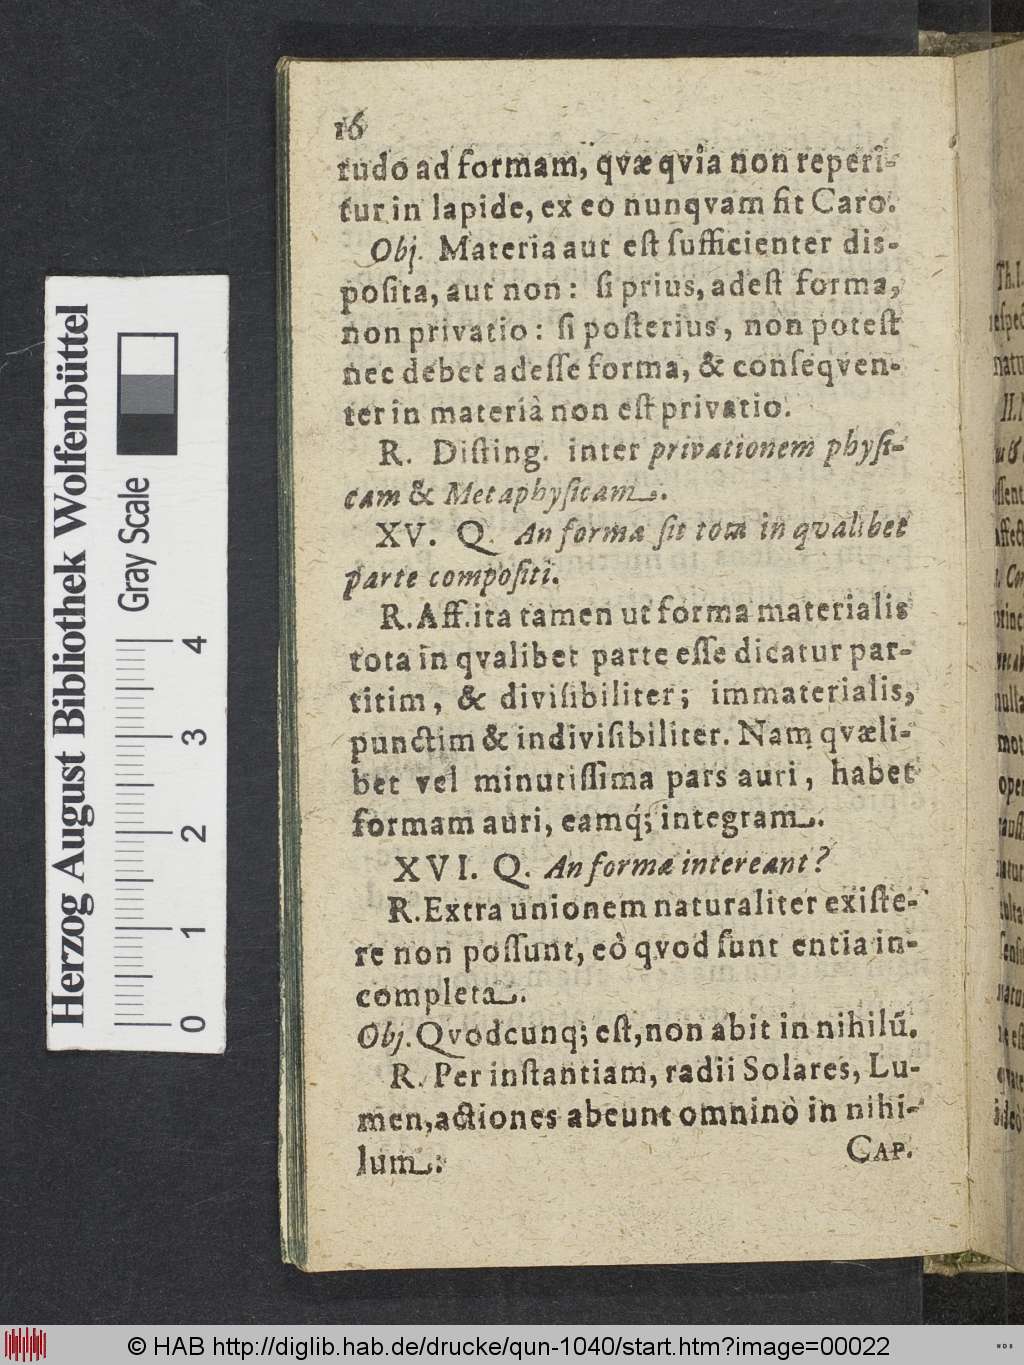 16
tudo ad formam, qvæ qvia non reperi-
tur in lapide, ex eo nunqvam fit Caro.
Obj. Materia aut eſt ſufficienter dis-
poſita, aut non: ſi prius, adeſt forma,
non privatio: ſi poſterius, non poteſt
nec debet adeſſe forma, & conſeqven-
ter in materiâ non eſt privatio.
R. Diſting. inter privationem phyſi-
cam & Metaphyſicam.
XV. Q. An formæ ſit tota in qvalibet
parte compoſiti.
R. Aff. ita tamen ut forma materialis
tota in qvalibet parte eſſe dicatur par-
titim, & diviſibiliter; immaterialis,
punctim & indiviſibiliter. Nam qvæli-
bet vel minutiſſima pars auri, habet
formam auri, eamq́; integram.
XVI. Q. An formæ intereant?
R. Extra unionem naturaliter exiſte-
re non poſſunt, eò qvod ſunt entia in-
completa.
Obj. Qvodcunq; eſt, non abit in nihilũ.
R. Per inſtantiam, radii Solares, Lu-
men, actiones abeunt omninò in nihi-
lum.
CAP.
Herzog August Bibliothek Wolfenbüttel
Gray Scale
0 1 2 3 4
© HAB http://diglib.hab.de/drucke/qun-1040/start.htm?image=00022